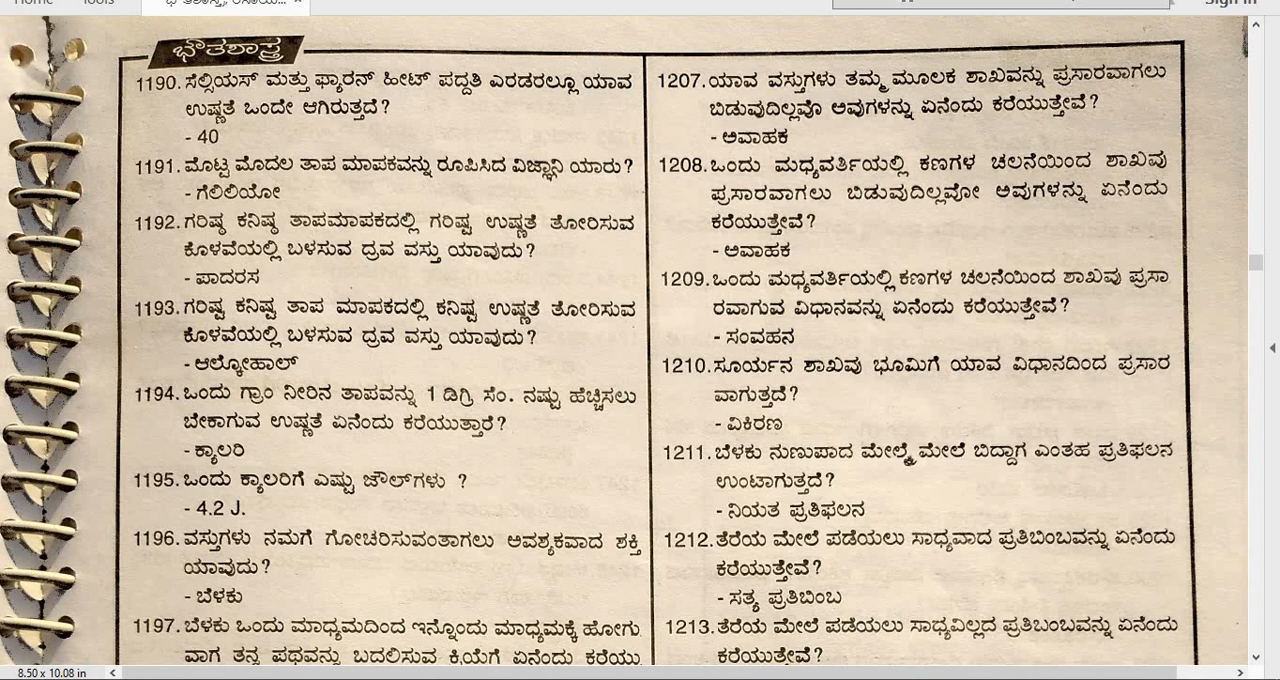 Home
Tools
Sign in
ಭೌತಶಾಸ್ತ್ರ
1190. ಸೆಲ್ಸಿಯಸ್ ಮತ್ತು ಫ್ಯಾರನ್ ಹೀಟ್ ಪದ್ದತಿ ಎರಡರಲ್ಲೂ ಯಾವ
ಉಷ್ಣತೆ ಒಂದೇ ಆಗಿರುತ್ತದೆ?
- 40
1191. ಮೊಟ್ಟ ಮೊದಲ ತಾಪ ಮಾಪಕವನ್ನು ರೂಪಿಸಿದ ವಿಜ್ಞಾನಿ ಯಾರು?
- ಗೆಲಿಲಿಯೋ
1192. ಗರಿಷ್ಠ ಕನಿಷ್ಠ ತಾಪಮಾಪಕದಲ್ಲಿ ಗರಿಷ್ಟ ಉಷ್ಣತೆ ತೋರಿಸುವ
ಕೊಳವೆಯಲ್ಲಿ ಬಳಸುವ ದ್ರವ ವಸ್ತು ಯಾವುದು?
- ಪಾದರಸ
1193. ಗರಿಷ್ಟ ಕನಿಷ್ಟ ತಾಪ ಮಾಪಕದಲ್ಲಿ ಕನಿಷ್ಟ ಉಷ್ಣತೆ ತೋರಿಸುವ
ಕೊಳವೆಯಲ್ಲಿ ಬಳಸುವ ದ್ರವ ವಸ್ತು ಯಾವುದು?
- ಆಲ್ಕೋಹಾಲ್
1194. ಒಂದು ಗ್ರಾಂ ನೀರಿನ ತಾಪವನ್ನು 1 ಡಿಗ್ರಿ ಸೆಂ. ನಷ್ಟು ಹೆಚ್ಚಿಸಲು
ಬೇಕಾಗುವ ಉಷ್ಣತೆ ಏನೆಂದು ಕರೆಯುತ್ತಾರೆ?
- ಕ್ಯಾಲರಿ
1195. ಒಂದು ಕ್ಯಾಲರಿಗೆ ಎಷ್ಟು ಜೌಲ್‌ಗಳು ?
- 4.2 J.
1196. ವಸ್ತುಗಳು ನಮಗೆ ಗೋಚರಿಸುವಂತಾಗಲು ಅವಶ್ಯಕವಾದ ಶಕ್ತಿ
ಯಾವುದು?
- ಬೆಳಕು
1197. ಬೆಳಕು ಒಂದು ಮಾಧ್ಯಮದಿಂದ ಇನ್ನೊಂದು ಮಾಧ್ಯಮಕ್ಕೆ ಹೋಗು
ವಾಗ ತನ್ನ ಪಥವನ್ನು ಬದಲಿಸುವ ಕ್ರಿಯೆಗೆ ಏನೆಂದು ಕರೆಯು
1207. ಯಾವ ವಸ್ತುಗಳು ತಮ್ಮ ಮೂಲಕ ಶಾಖವನ್ನು ಪ್ರಸಾರವಾಗಲು
ಬಿಡುವುದಿಲ್ಲವೊ ಅವುಗಳನ್ನು ಏನೆಂದು ಕರೆಯುತ್ತೇವೆ?
- ಅವಾಹಕ
1208. ಒಂದು ಮಧ್ಯವರ್ತಿಯಲ್ಲಿ ಕಣಗಳ ಚಲನೆಯಿಂದ ಶಾಖವು
ಪ್ರಸಾರವಾಗಲು ಬಿಡುವುದಿಲ್ಲವೋ ಅವುಗಳನ್ನು ಏನೆಂದು
ಕರೆಯುತ್ತೇವೆ?
- ಅವಾಹಕ
1209. ಒಂದು ಮಧ್ಯವರ್ತಿಯಲ್ಲಿ ಕಣಗಳ ಚಲನೆಯಿಂದ ಶಾಖವು ಪ್ರಸಾ
ರವಾಗುವ ವಿಧಾನವನ್ನು ಏನೆಂದು ಕರೆಯುತ್ತೇವೆ?
- ಸಂವಹನ
1210. ಸೂರ್ಯನ ಶಾಖವು ಭೂಮಿಗೆ ಯಾವ ವಿಧಾನದಿಂದ ಪ್ರಸಾರ
ವಾಗುತ್ತದೆ?
- ವಿಕಿರಣ
1211. ಬೆಳಕು ನುಣುಪಾದ ಮೇಲ್ಮೈ ಮೇಲೆ ಬಿದ್ದಾಗ ಎಂತಹ ಪ್ರತಿಫಲನ
ಉಂಟಾಗುತ್ತದೆ?
- ನಿಯತ ಪ್ರತಿಫಲನ
1212. ತೆರೆಯ ಮೇಲೆ ಪಡೆಯಲು ಸಾಧ್ಯವಾದ ಪ್ರತಿಬಿಂಬವನ್ನು ಏನೆಂದು
ಕರೆಯುತ್ತೇವೆ?
- ಸತ್ಯ ಪ್ರತಿಬಿಂಬ
1213. ತೆರೆಯ ಮೇಲೆ ಪಡೆಯಲು ಸಾಧ್ಯವಿಲ್ಲದ ಪ್ರತಿಬಂಬವನ್ನು ಏನೆಂದು
ಕರೆಯುತ್ತೇವೆ?
8.50 x 10.08 in